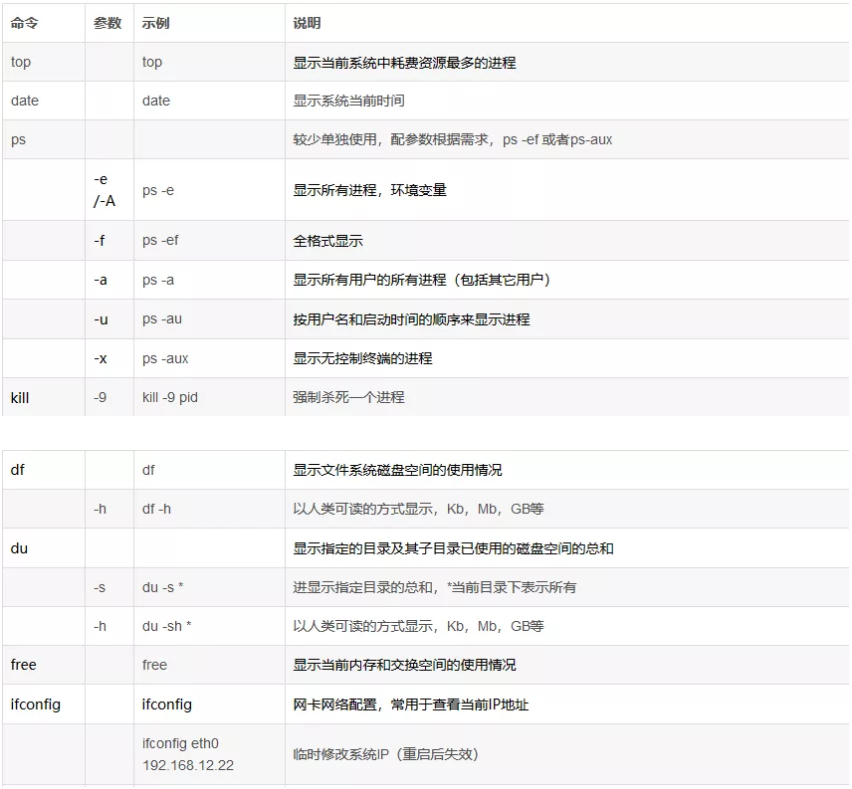 命令 参数 示例 说明
top top 显示当前系统中耗费资源最多的进程
date date 显示系统当前时间
ps 较少单独使用，配参数根据需求，ps -ef 或者ps-aux
-e
/-A ps -e 显示所有进程，环境变量
-f ps -ef 全格式显示
-a ps -a 显示所有用户的所有进程（包括其它用户）
-u ps -au 按用户名和启动时间的顺序来显示进程
-x ps -aux 显示无控制终端的进程
kill -9 kill -9 pid 强制杀死一个进程
df df 显示文件系统磁盘空间的使用情况
-h df -h 以人类可读的方式显示，Kb，Mb，GB等
du 显示指定的目录及其子目录已使用的磁盘空间的总和
-s du -s * 进显示指定目录的总和，*当前目录下表示所有
-h du -sh * 以人类可读的方式显示，Kb，Mb，GB等
free free 显示当前内存和交换空间的使用情况
ifconfig ifconfig 网卡网络配置，常用于查看当前IP地址
ifconfig eth0
192.168.12.22 临时修改系统IP（重启后失效）